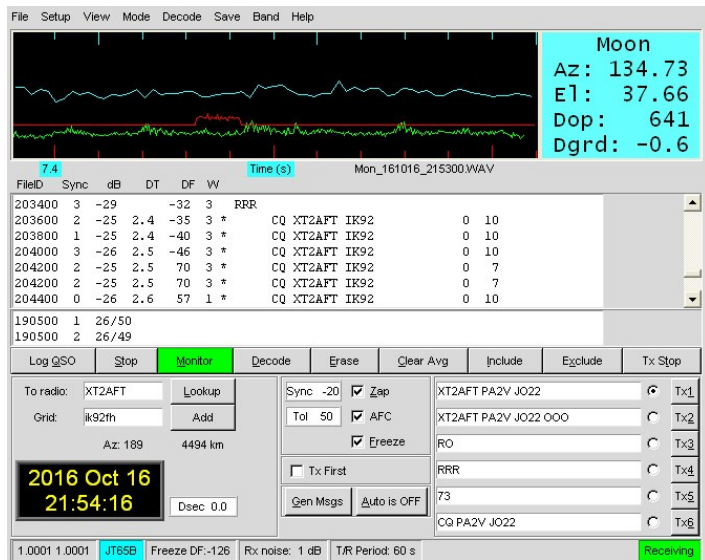 File Setup View Mode Decode Save Band Help
Moon
Az: 134.73
El: 37.66
Dop: 641
Dgrd: -0.6
7.4 Time (s) Mon_161016_215300.WAV
FileID Sync dB DT DF W
203400 3 -29 -32 3 RRR
203600 2 -25 2.4 -35 3 * CQ XT2AFT IK92 0 10
203800 1 -25 2.4 -40 3 * CQ XT2AFT IK92 0 10
204000 3 -26 2.5 -46 3 * CQ XT2AFT IK92 0 10
204200 2 -25 2.5 70 3 * CQ XT2AFT IK92 0 7
204200 2 -25 2.5 70 3 * CQ XT2AFT IK92 0 7
204400 0 -26 2.6 57 1 * CQ XT2AFT IK92 0 10
190500 1 26/50
190500 2 26/49
Log QSO Stop Monitor Decode Erase Clear Avg Include Exclude Tx Stop
To radio: XT2AFT Lookup Sync -20 Zap XT2AFT PA2V JO22 Tx1
Grid: ik92fh Add Tol 50 AFC XT2AFT PA2V JO22 OOO Tx2
Az: 189 4494 km Freeze RO Tx3
2016 Oct 16 Tx First RRR Tx4
21:54:16 Dsec 0.0 Gen Msgs Auto is OFF 73 Tx5
CQ PA2V JO22 Tx6
1.0001 1.0001 JT65B Freeze DF:-126 Rx noise: 1 dB T/R Period: 60 s Receiving